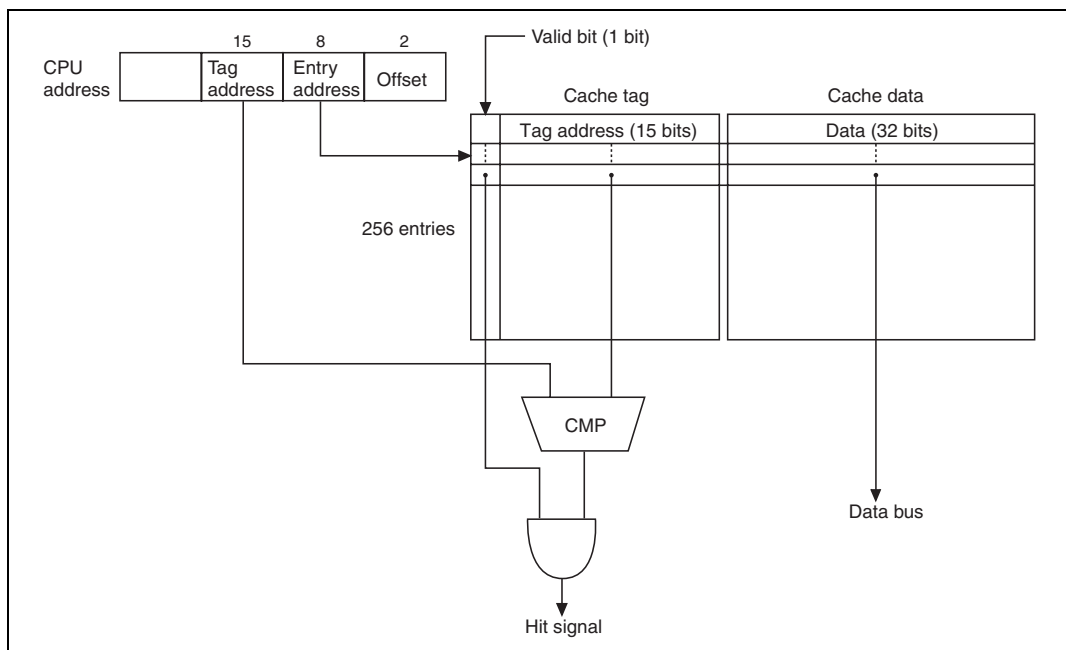 15 8 2
Valid bit (1 bit)
CPU
address
Tag
address
Entry
address
Offset
Cache tag
Cache data
Tag address (15 bits)
Data (32 bits)
256 entries
CMP
Data bus
Hit signal